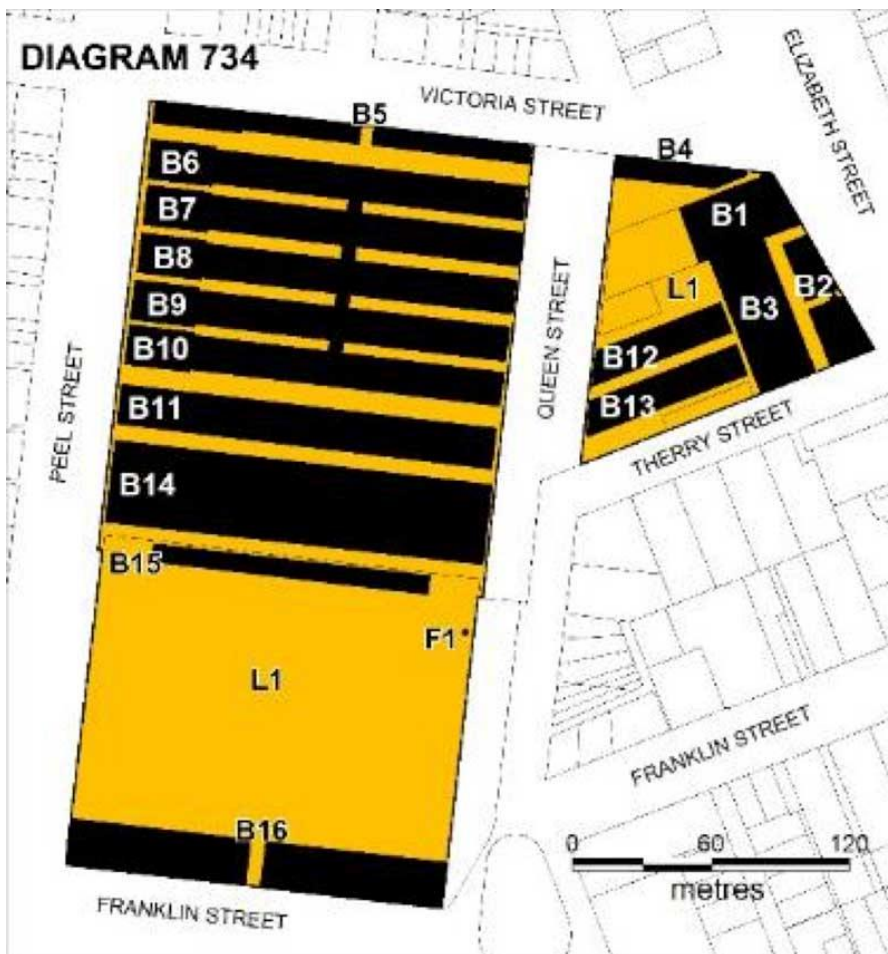 DIAGRAM 734
VICTORIA STREET
ELIZABETH STREET
B5
B4
B6
B1
B7
B8
L1
B2
B3
B9
QUEEN STREET
B10
B12
PEEL STREET
B11
B13
THERRY STREET
B14
B15
F1
L1
FRANKLIN STREET
B16
0 60 120
metres
FRANKLIN STREET